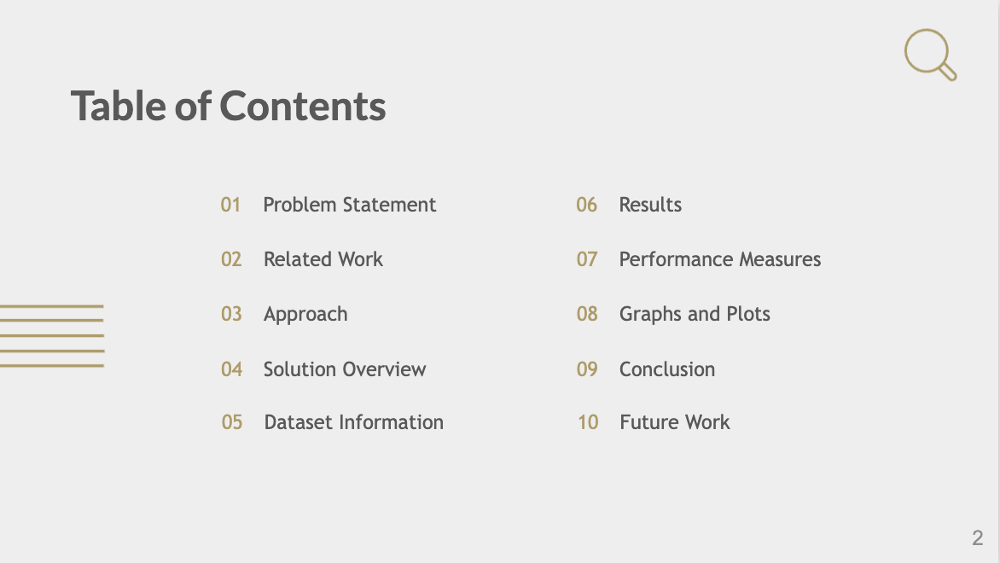 Table of Contents
01 Problem Statement
02 Related Work
03 Approach
04 Solution Overview
05 Dataset Information
06 Results
07 Performance Measures
08 Graphs and Plots
09 Conclusion
10 Future Work
2